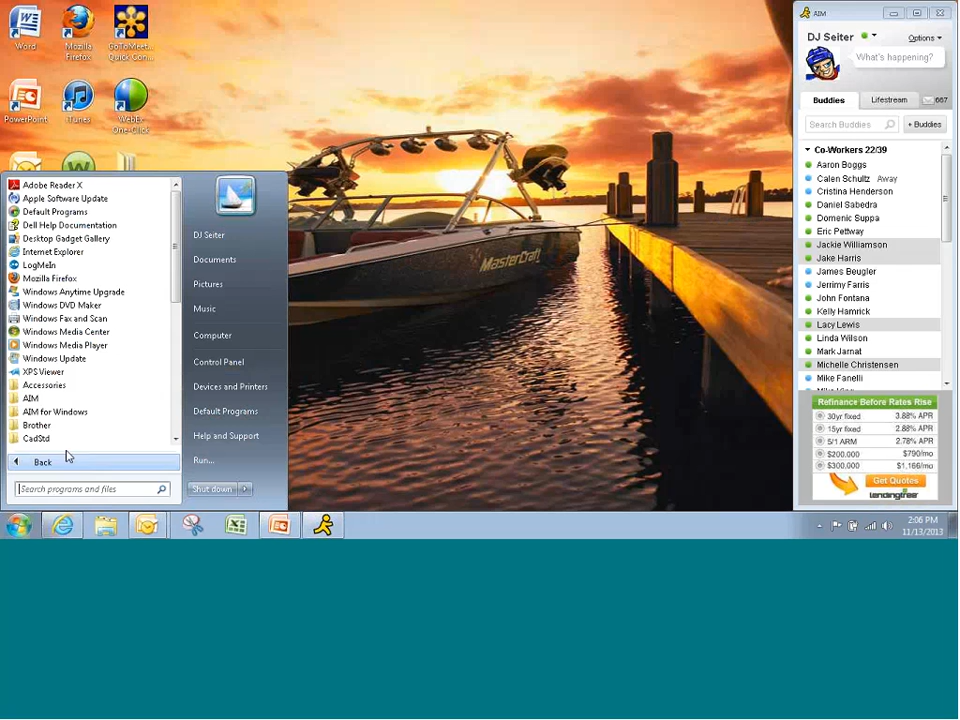 Word
Mozilla
Firefox
GoToMeet...
Quick Con...
PowerPoint
iTunes
WebEx
One-Click
Adobe Reader X
Apple Software Update
Default Programs
Dell Help Documentation
Desktop Gadget Gallery
Internet Explorer
LogMeIn
Mozilla Firefox
Windows Anytime Upgrade
Windows DVD Maker
Windows Fax and Scan
Windows Media Center
Windows Media Player
Windows Update
XPS Viewer
Accessories
AIM
AIM for Windows
Brother
CadStd
Back
Search programs and files
DJ Seiter
Documents
Pictures
Music
Computer
Control Panel
Devices and Printers
Default Programs
Help and Support
Run...
Shut down
MasterCraft
AIM
DJ Seiter
Options
What's happening?
Buddies Lifestream 667
Search Buddies + Buddies
Co-Workers 22/39
Aaron Boggs
Calen Schultz Away
Cristina Henderson
Daniel Sabedra
Domenic Suppa
Eric Pettway
Jackie Williamson
Jake Harris
James Beugler
Jerrimy Farris
John Fontana
Kelly Hamrick
Lacy Lewis
Linda Wilson
Mark Jarnat
Michelle Christensen
Mike Fanelli
Refinance Before Rates Rise
30yr fixed 3.88% APR
15yr fixed 2.88% APR
5/1 ARM 2.78% APR
$200,000 $790/mo
$300,000 $1,166/mo
Get Quotes
lendingtree
2:06 PM
11/13/2013